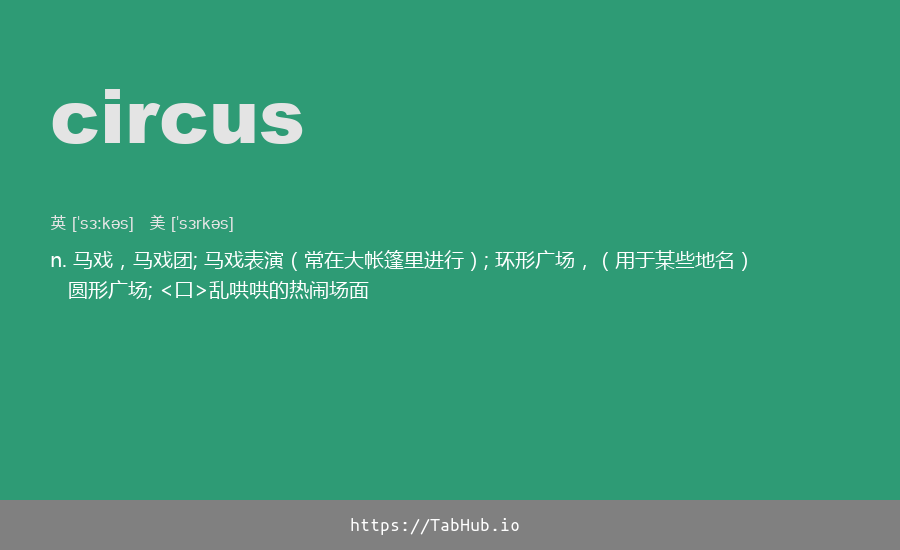 circus
英 [ˈsɜːkəs] 美 [ˈsɜrkəs]
n. 马戏，马戏团; 马戏表演（常在大帐篷里进行）; 环形广场，（用于某些地名）
圆形广场; <口>乱哄哄的热闹场面
https://TabHub.io